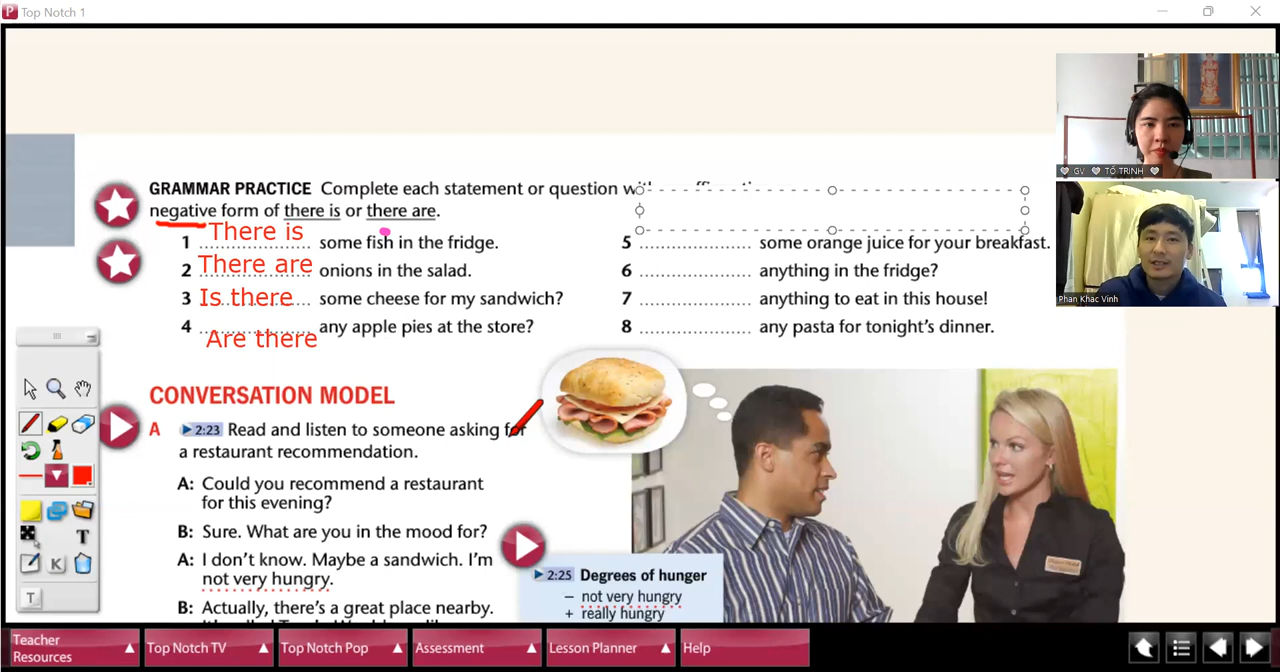 Top Notch 1
GV TỐ TRINH
Phan Khac Vinh
GRAMMAR PRACTICE Complete each statement or question
negative form of there is or there are.
There is
1 .................... some fish in the fridge.
There are
2 .................... onions in the salad.
Is there
3 .................... some cheese for my sandwich?
4 .................... any apple pies at the store?
Are there
5 .................... some orange juice for your breakfast.
6 .................... anything in the fridge?
7 .................... anything to eat in this house!
8 .................... any pasta for tonight's dinner.
CONVERSATION MODEL
A 2:23 Read and listen to someone asking for
a restaurant recommendation.
A: Could you recommend a restaurant
for this evening?
B: Sure. What are you in the mood for?
A: I don't know. Maybe a sandwich. I'm
not very hungry.
B: Actually, there's a great place nearby.
2:25 Degrees of hunger
– not very hungry
+ really hungry
T
K
T
Teacher
Resources
Top Notch TV
Top Notch Pop
Assessment
Lesson Planner
Help